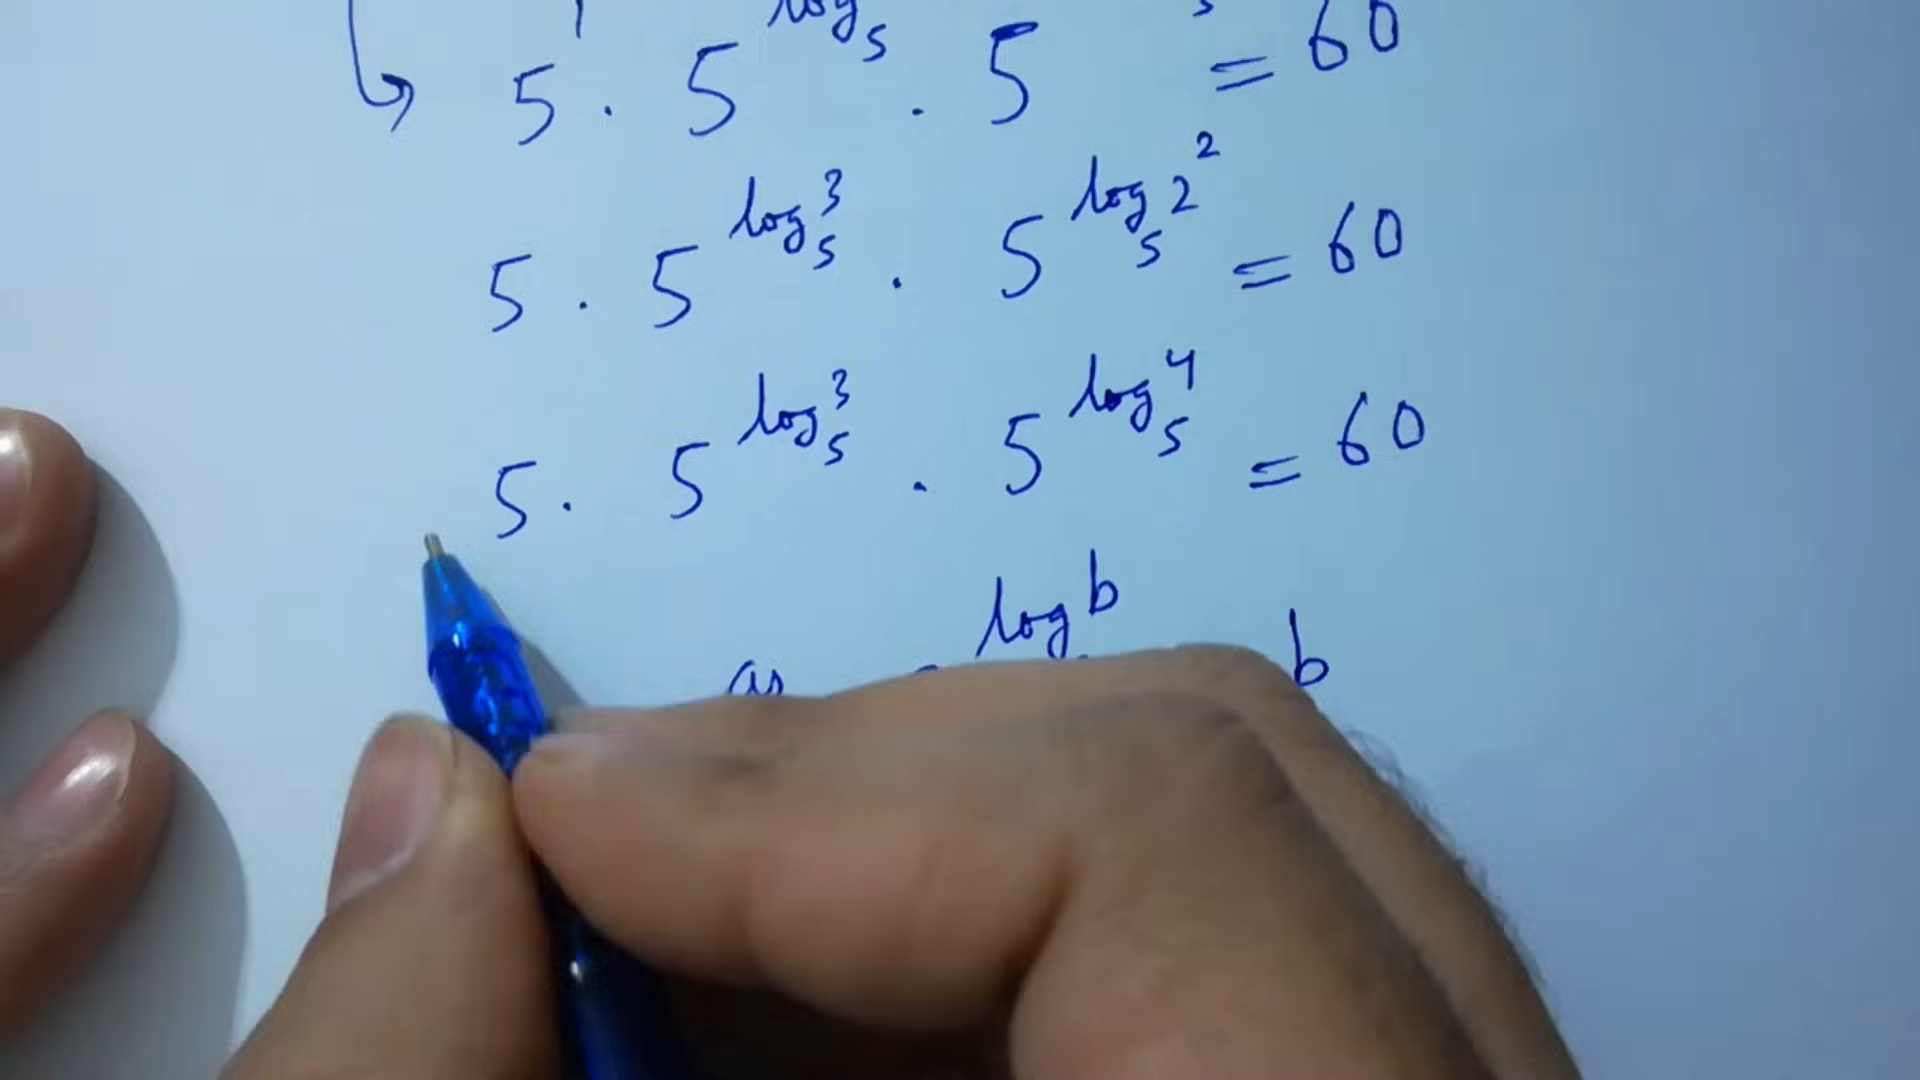 5 . 5^log_5 . 5 = 60
5 . 5^log_5 3 . 5^log_5 2^2 = 60
5 . 5^log_5 3 . 5^log_5 4 = 60
as log b b